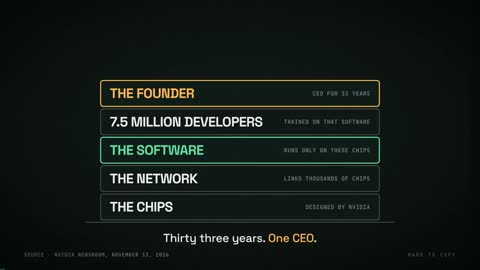 THE FOUNDER CEO FOR 33 YEARS
7.5 MILLION DEVELOPERS TRAINED ON THAT SOFTWARE
THE SOFTWARE RUNS ONLY ON THESE CHIPS
THE NETWORK LINKS THOUSANDS OF CHIPS
THE CHIPS DESIGNED BY NVIDIA
Thirty three years. One CEO.
SOURCE - NVIDIA NEWSROOM, NOVEMBER 12, 2026 HARD TO COPY